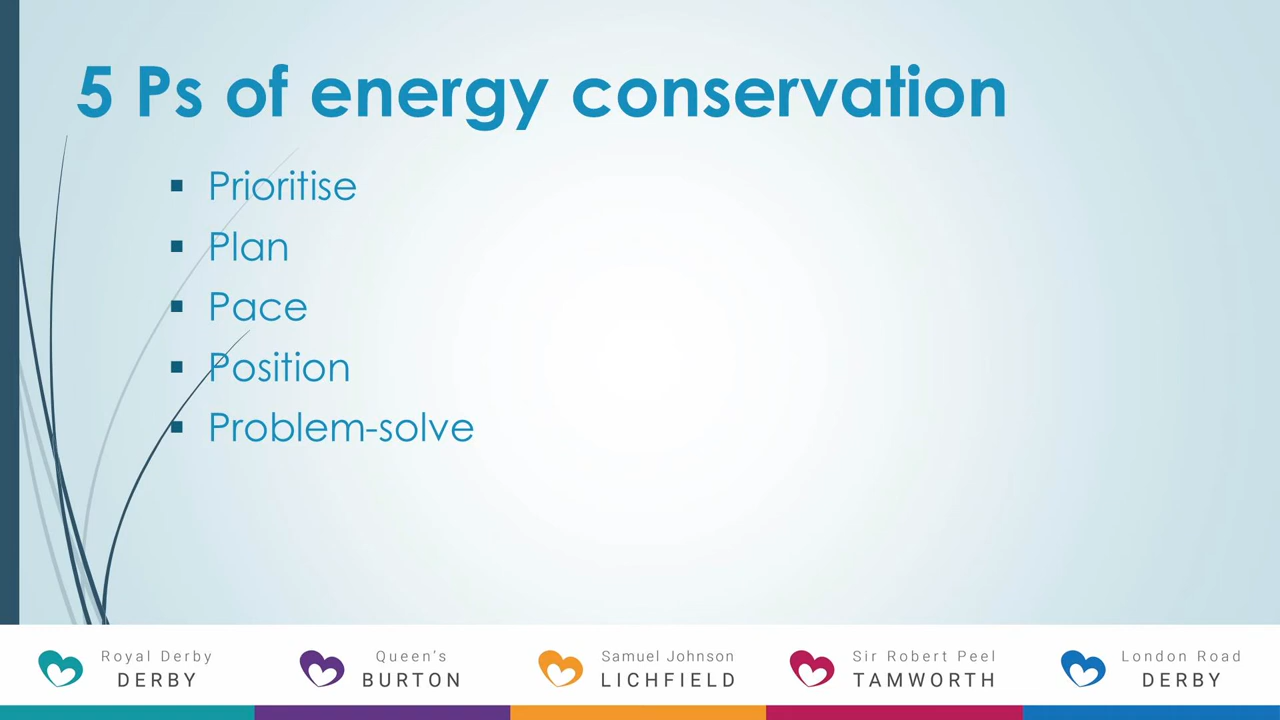 5 Ps of energy conservation
Prioritise
Plan
Pace
Position
Problem-solve
Royal Derby
DERBY
Queen's
BURTON
Samuel Johnson
LICHFIELD
Sir Robert Peel
TAMWORTH
London Road
DERBY